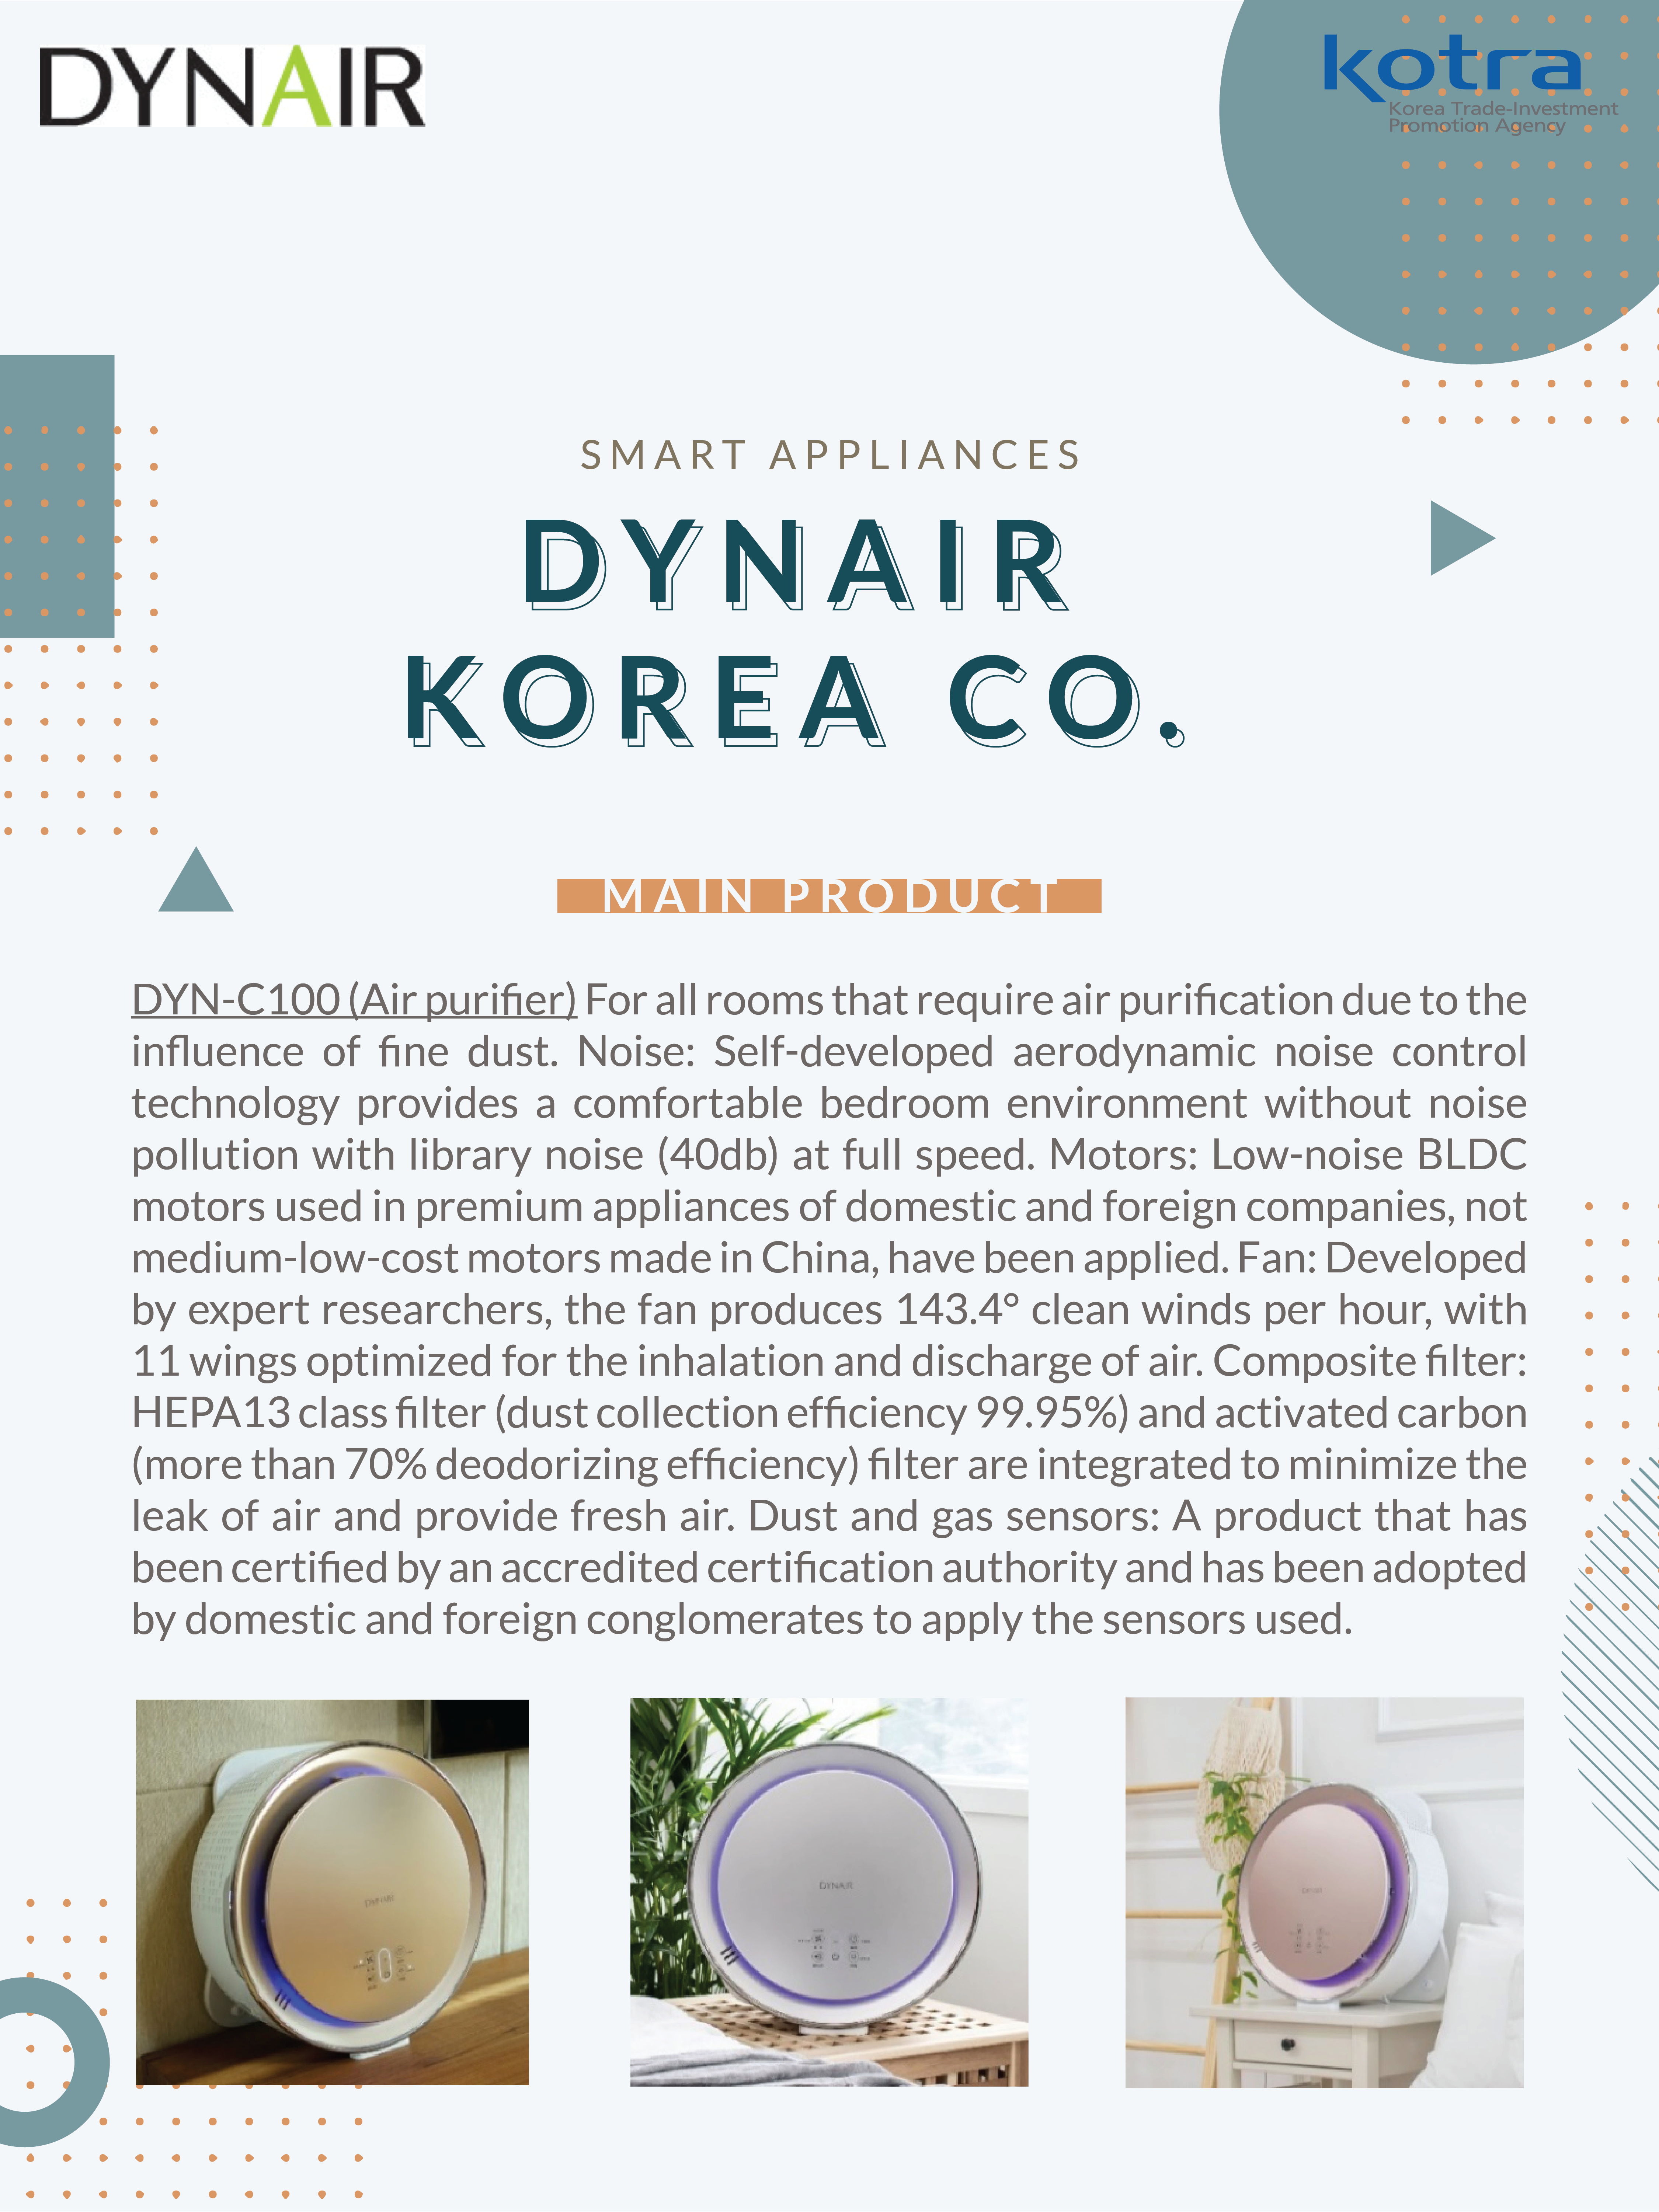 DYNAIR
kotra
Korea Trade-Investment
Promotion Agency
SMART APPLIANCES
DYNAIR
KOREA CO.
MAIN PRODUCT
DYN-C100 (Air purifier) For all rooms that require air purification due to the
influence of fine dust. Noise: Self-developed aerodynamic noise control
technology provides a comfortable bedroom environment without noise
pollution with library noise (40db) at full speed. Motors: Low-noise BLDC
motors used in premium appliances of domestic and foreign companies, not
medium-low-cost motors made in China, have been applied. Fan: Developed
by expert researchers, the fan produces 143.4° clean winds per hour, with
11 wings optimized for the inhalation and discharge of air. Composite filter:
HEPA13 class filter (dust collection efficiency 99.95%) and activated carbon
(more than 70% deodorizing efficiency) filter are integrated to minimize the
leak of air and provide fresh air. Dust and gas sensors: A product that has
been certified by an accredited certification authority and has been adopted
by domestic and foreign conglomerates to apply the sensors used.
DYNAIR
DYNAIR